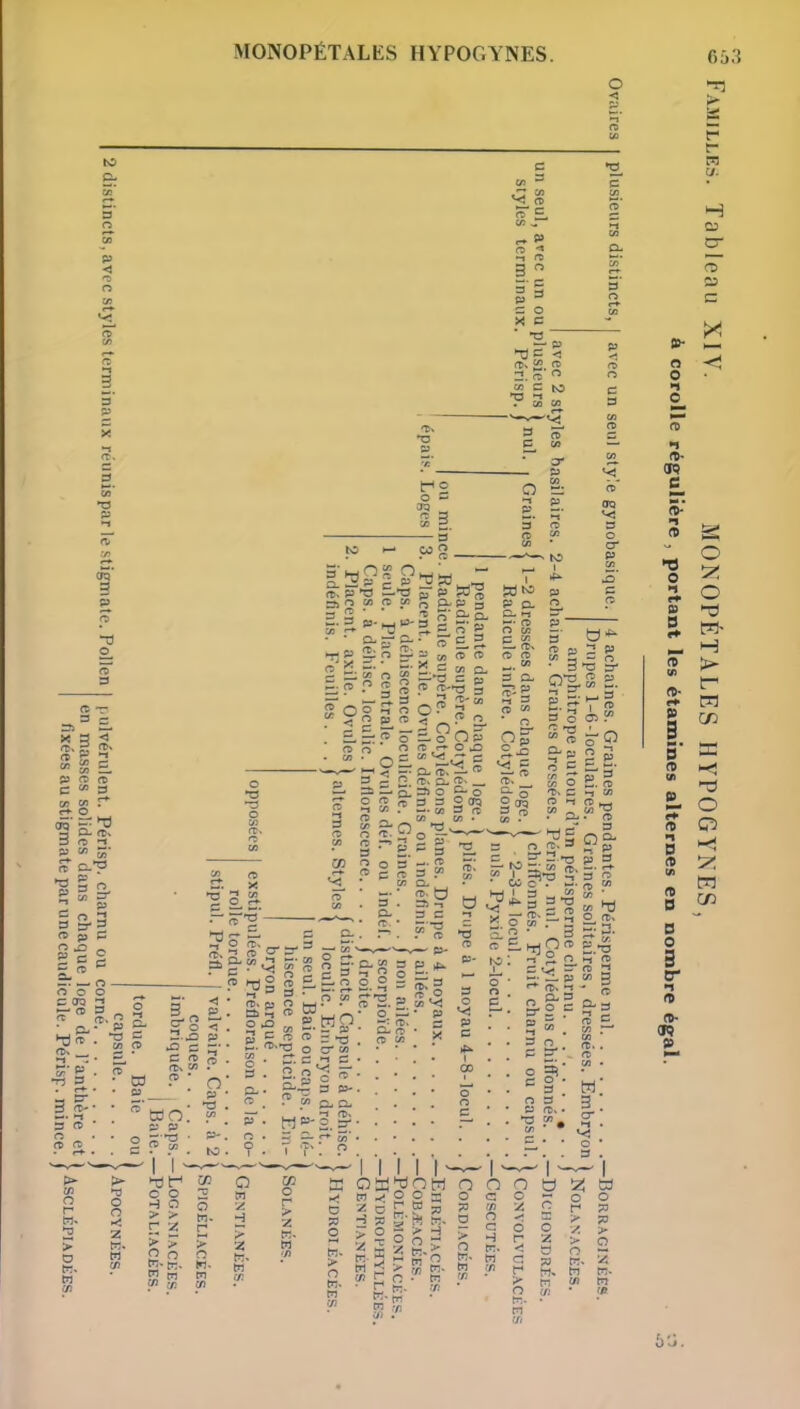 MONOPÉTALES HYPOGYNES. 653
FAMILLES. Tableau XIV. MONOPÉTALES HYPOGYNES,
à corolle régulière, portant les étamines alternes en nombre égal.
Ovaires
plusieurs distincts, avec un seul style gynobasique.
4 achaines. Graines pendantes. Périsperme nul. — BORRAGINÉES.
Drupes 1-6-loculaires. Graines solitaires, dressées. Embryon
amphitrope autour d'un périsperme charnu. — NOLANACÉES.
un seul, avec un ou plusieurs
styles terminaux. Périsp.
avec 2 styles basilaires. 2-4 achaines. Graines dressées. Périsp. nul. Cotylédons chiffonnés. — DICHONDRÉES.
nul. Graines
1-2 dressées dans chaque loge.
Radicule infère. Cotylédons
chiffonnés. Fruit charnu ou capsul.
2-3-4 locul. — CONVOLVULACÉES
nuls. Pyxide 2-locul. — CUSCUTÉES.
1 pendante dans chaque loge.
Radicule supère. Cotylédons
pliés. Drupe à 1 noyau 4-8-locul. — CORDIACÉES.
épais. Loges
ou mince. Radicule supère. Cotylédons planes. Drupe à 4 noyaux. — EHRETIACÉES.
3. Placent. axile. Ovules définis ou indéfinis.
ailées. — COBÆACÉES.
Caps. à déhiscence loculicide. Graines
non ailées. — POLEMONIACÉES.
1 seule. Plac. centrale. Ovules déf. ou indéf.
Caps. à déhisc. loculic. Inflorescence
scorpioïde. — HYDROPHYLLÉES.
droite. — GENTIANÉES.
2. Placent. axile. Ovules
indéfinis. Feuilles
alternes. Styles
distincts. Capsule à déhisc.
loculic. Embryon droit. — HYDROLEACÉES.
un seul. Baie ou caps. à déhiscence
septicide. Embryon
arqué. — SOLANÉES.
opposées
exstipulées. Préfloraison de la corolle
tordue. — GENTIANÉES.
stipul. Préfl.
valvaire. Caps. à 2
coques. — SPIGÉLIACÉES.
imbriquée.
Caps. — LOGANIACÉES.
Baie. — POTALIACÉES.
tordue. Baie ou
capsule.
2 distincts, avec styles terminaux réunis par le stigmate. Pollen
pulvérulent. Périsp. charnu ou corné. — APOCYNÉES.
en masses solides dans chaque loge de l'anthère et
fixées au stigmate par une caudicule. Périsp. mince. — ASCLÉPIADÉES.